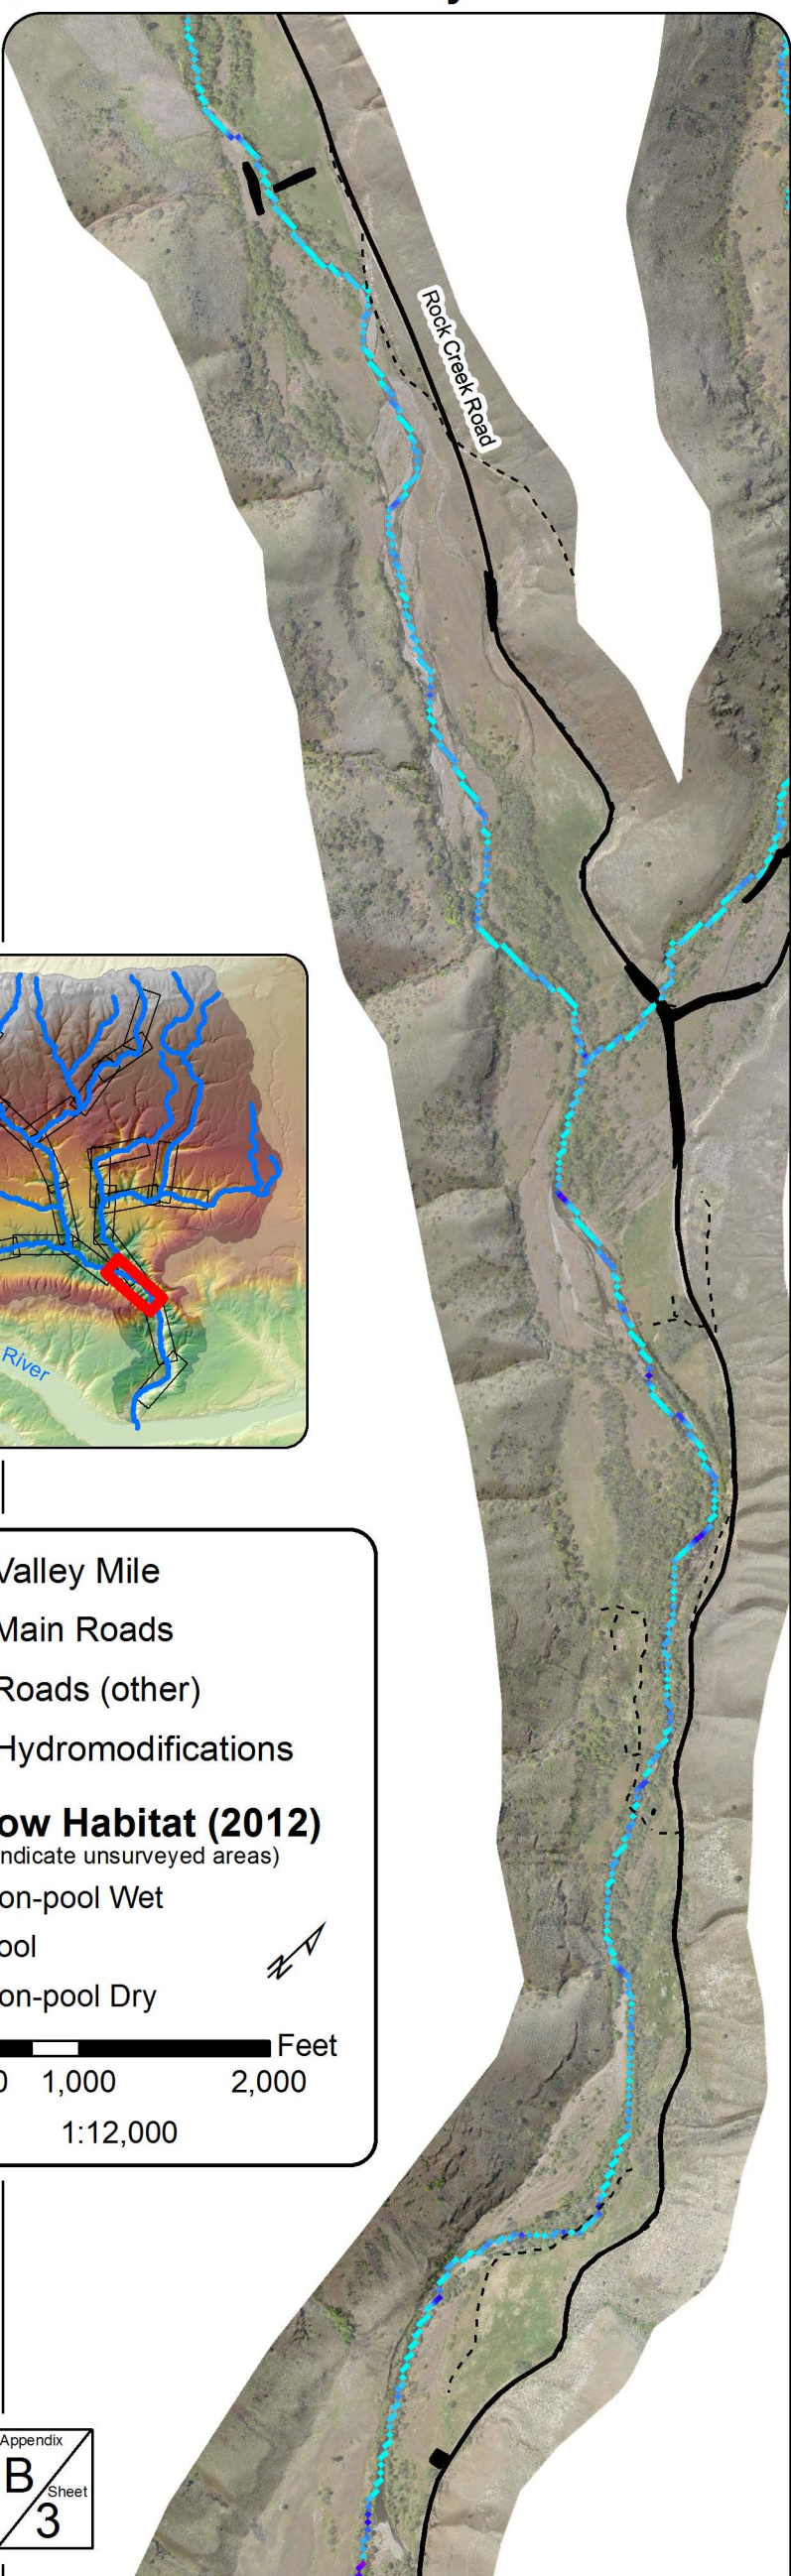 Rock Creek Road
River
Valley Mile
Main Roads
Roads (other)
Hydromodifications
ow Habitat (2012)
ndicate unsurveyed areas)
on-pool Wet
ool
on-pool Dry
N
Feet
0 1,000 2,000
1:12,000
Appendix
B
Sheet
3